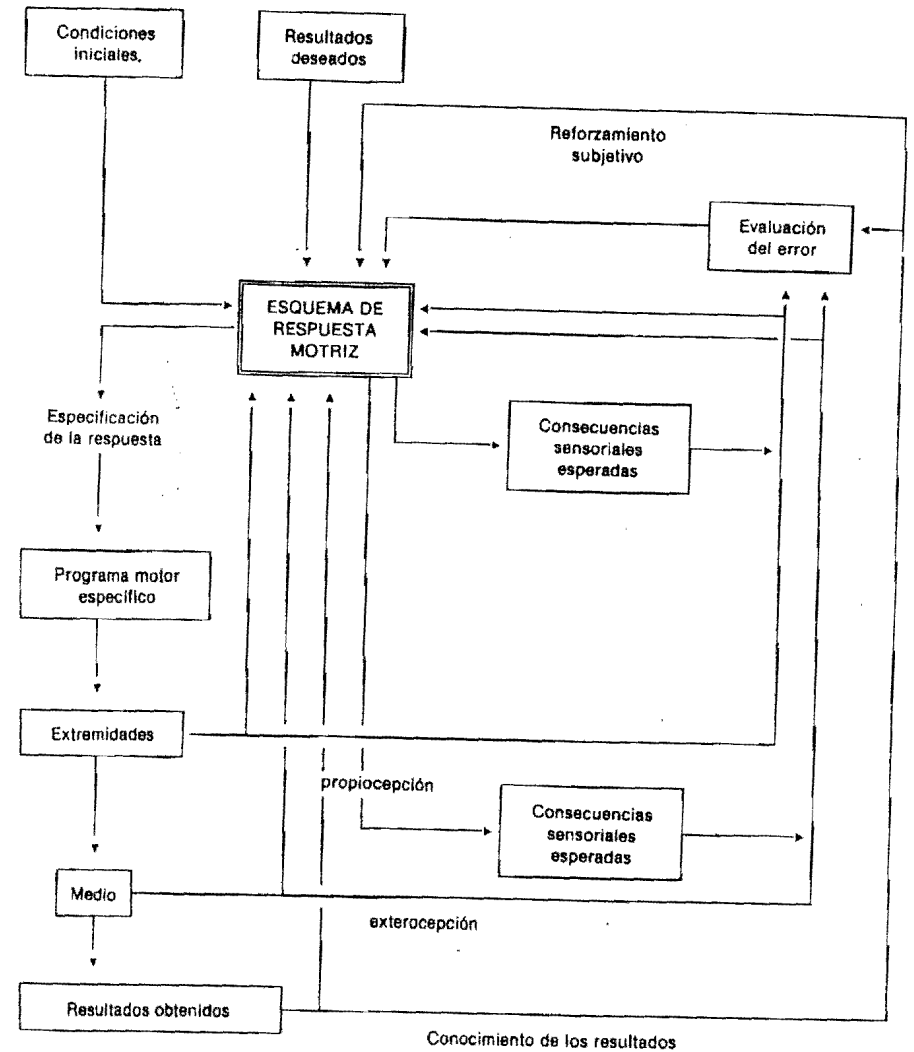 Condiciones
iniciales.
Resultados
deseados
Reforzamiento
subjetivo
Evaluación
del error
ESQUEMA DE
RESPUESTA
MOTRIZ
Especificación
de la respuesta
Consecuencias
sensoriales
esperadas
Programa motor
específico
Extremidades
propiocepción
Consecuencias
sensoriales
esperadas
Medio
exterocepción
Resultados obtenidos
Conocimiento de los resultados